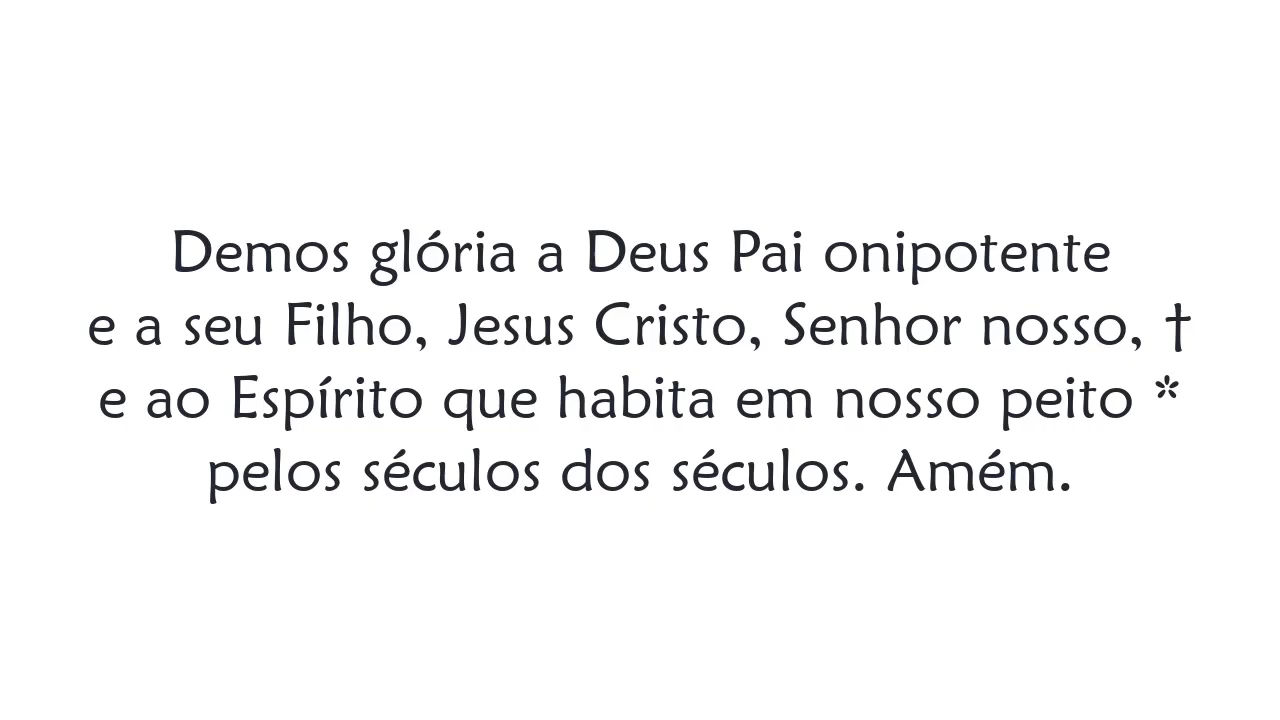 Demos glória a Deus Pai onipotente
e a seu Filho, Jesus Cristo, Senhor nosso, †
e ao Espírito que habita em nosso peito *
pelos séculos dos séculos. Amém.